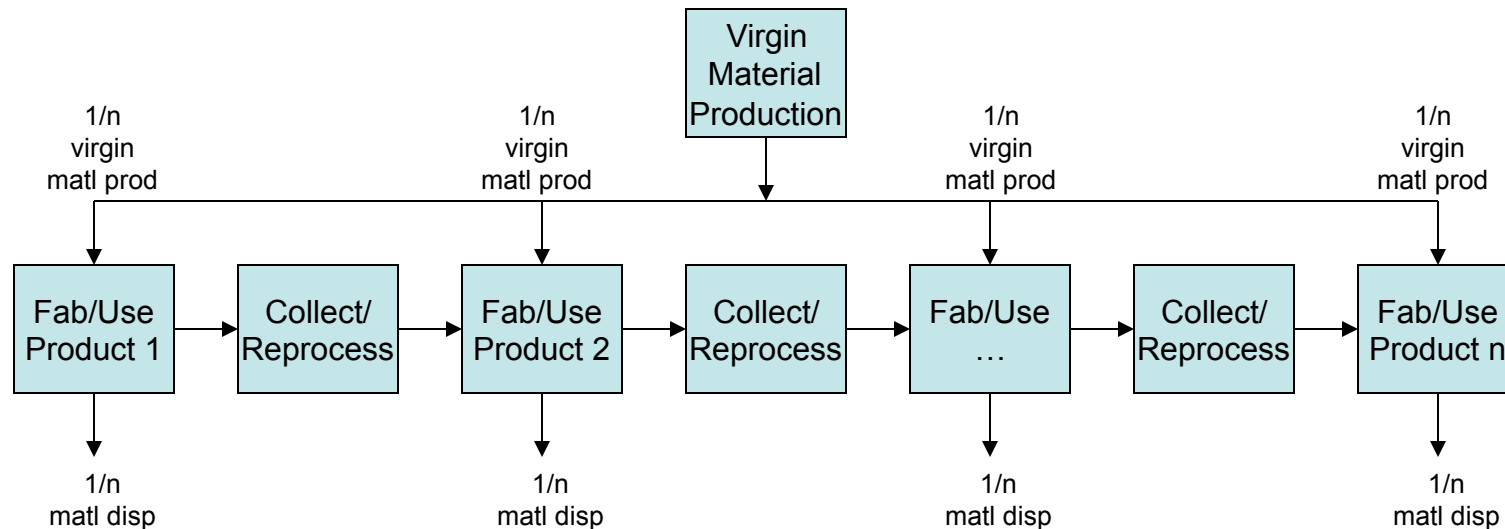 Virgin
Material
Production
1/n
virgin
matl prod
1/n
virgin
matl prod
1/n
virgin
matl prod
1/n
virgin
matl prod
Fab/Use
Product 1
Collect/
Reprocess
Fab/Use
Product 2
Collect/
Reprocess
Fab/Use
…
Collect/
Reprocess
Fab/Use
Product n
1/n
matl disp
1/n
matl disp
1/n
matl disp
1/n
matl disp